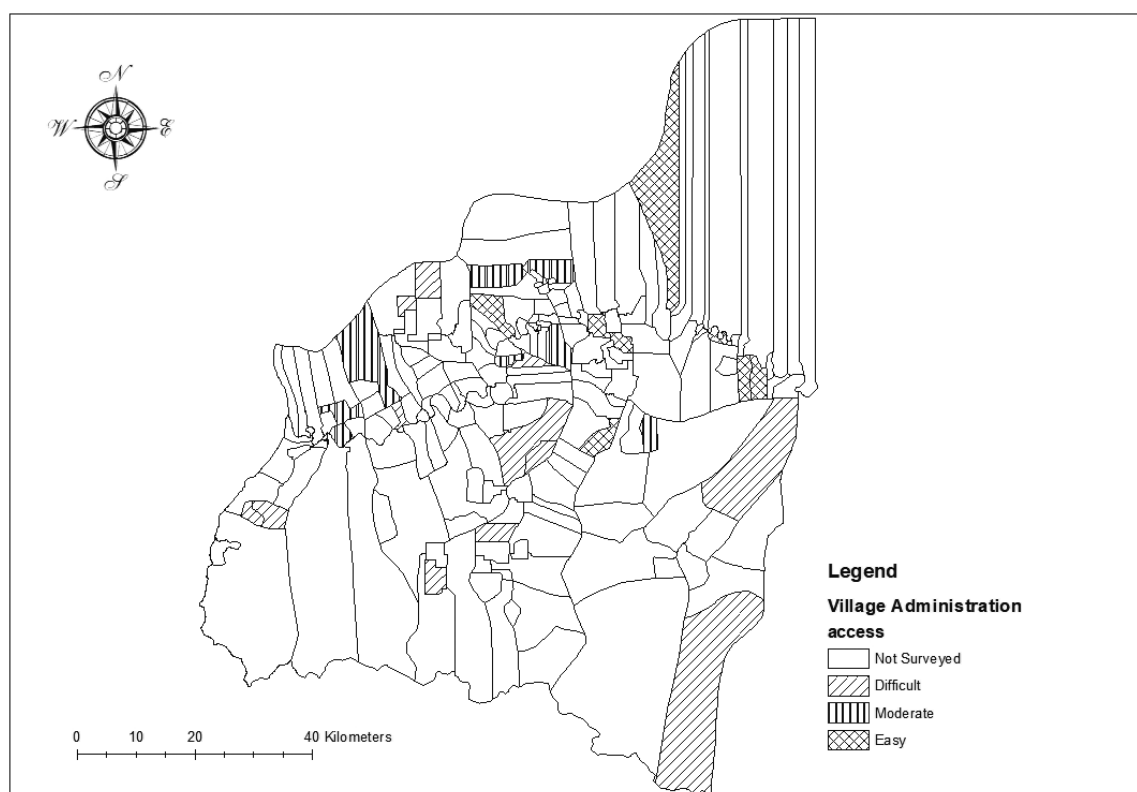 N
W E
S
Legend
Village Administration
access
Not Surveyed
Difficult
Moderate
Easy
0 10 20 40 Kilometers